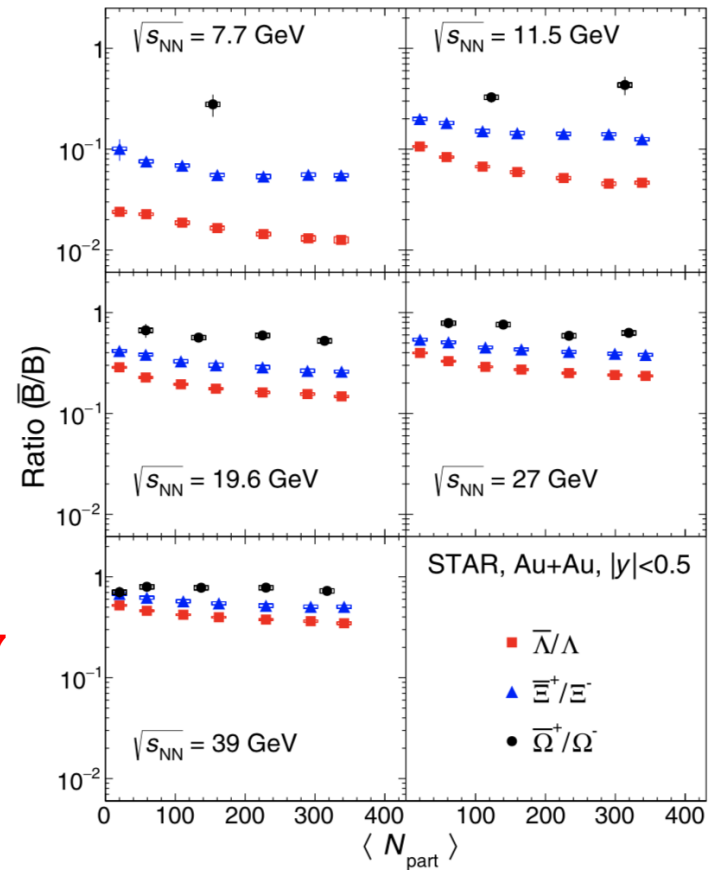 √sNN = 7.7 GeV
√sNN = 11.5 GeV
1
10⁻¹
10⁻²
√sNN = 19.6 GeV
√sNN = 27 GeV
1
10⁻¹
10⁻²
Ratio (B̅/B)
√sNN = 39 GeV
1
10⁻¹
10⁻²
STAR, Au+Au, |y|<0.5
Λ̅/Λ
Ξ̅⁺/Ξ⁻
Ω̅⁺/Ω⁻
0 100 200 300 400
0 100 200 300 400
⟨ Npart ⟩